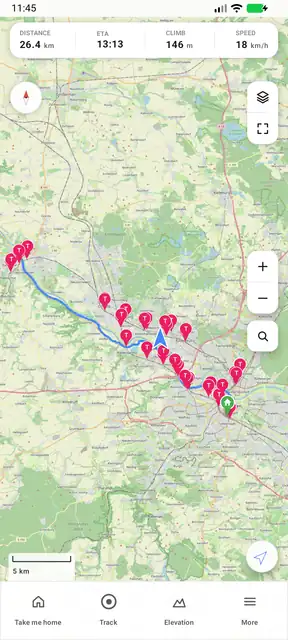 11:45
DISTANCE ETA CLIMB SPEED
26.4 km 13:13 146 m 18 km/h
T T T
T T T T T T T T
T T T T T T T T T T
5 km
Take me home Track Elevation More